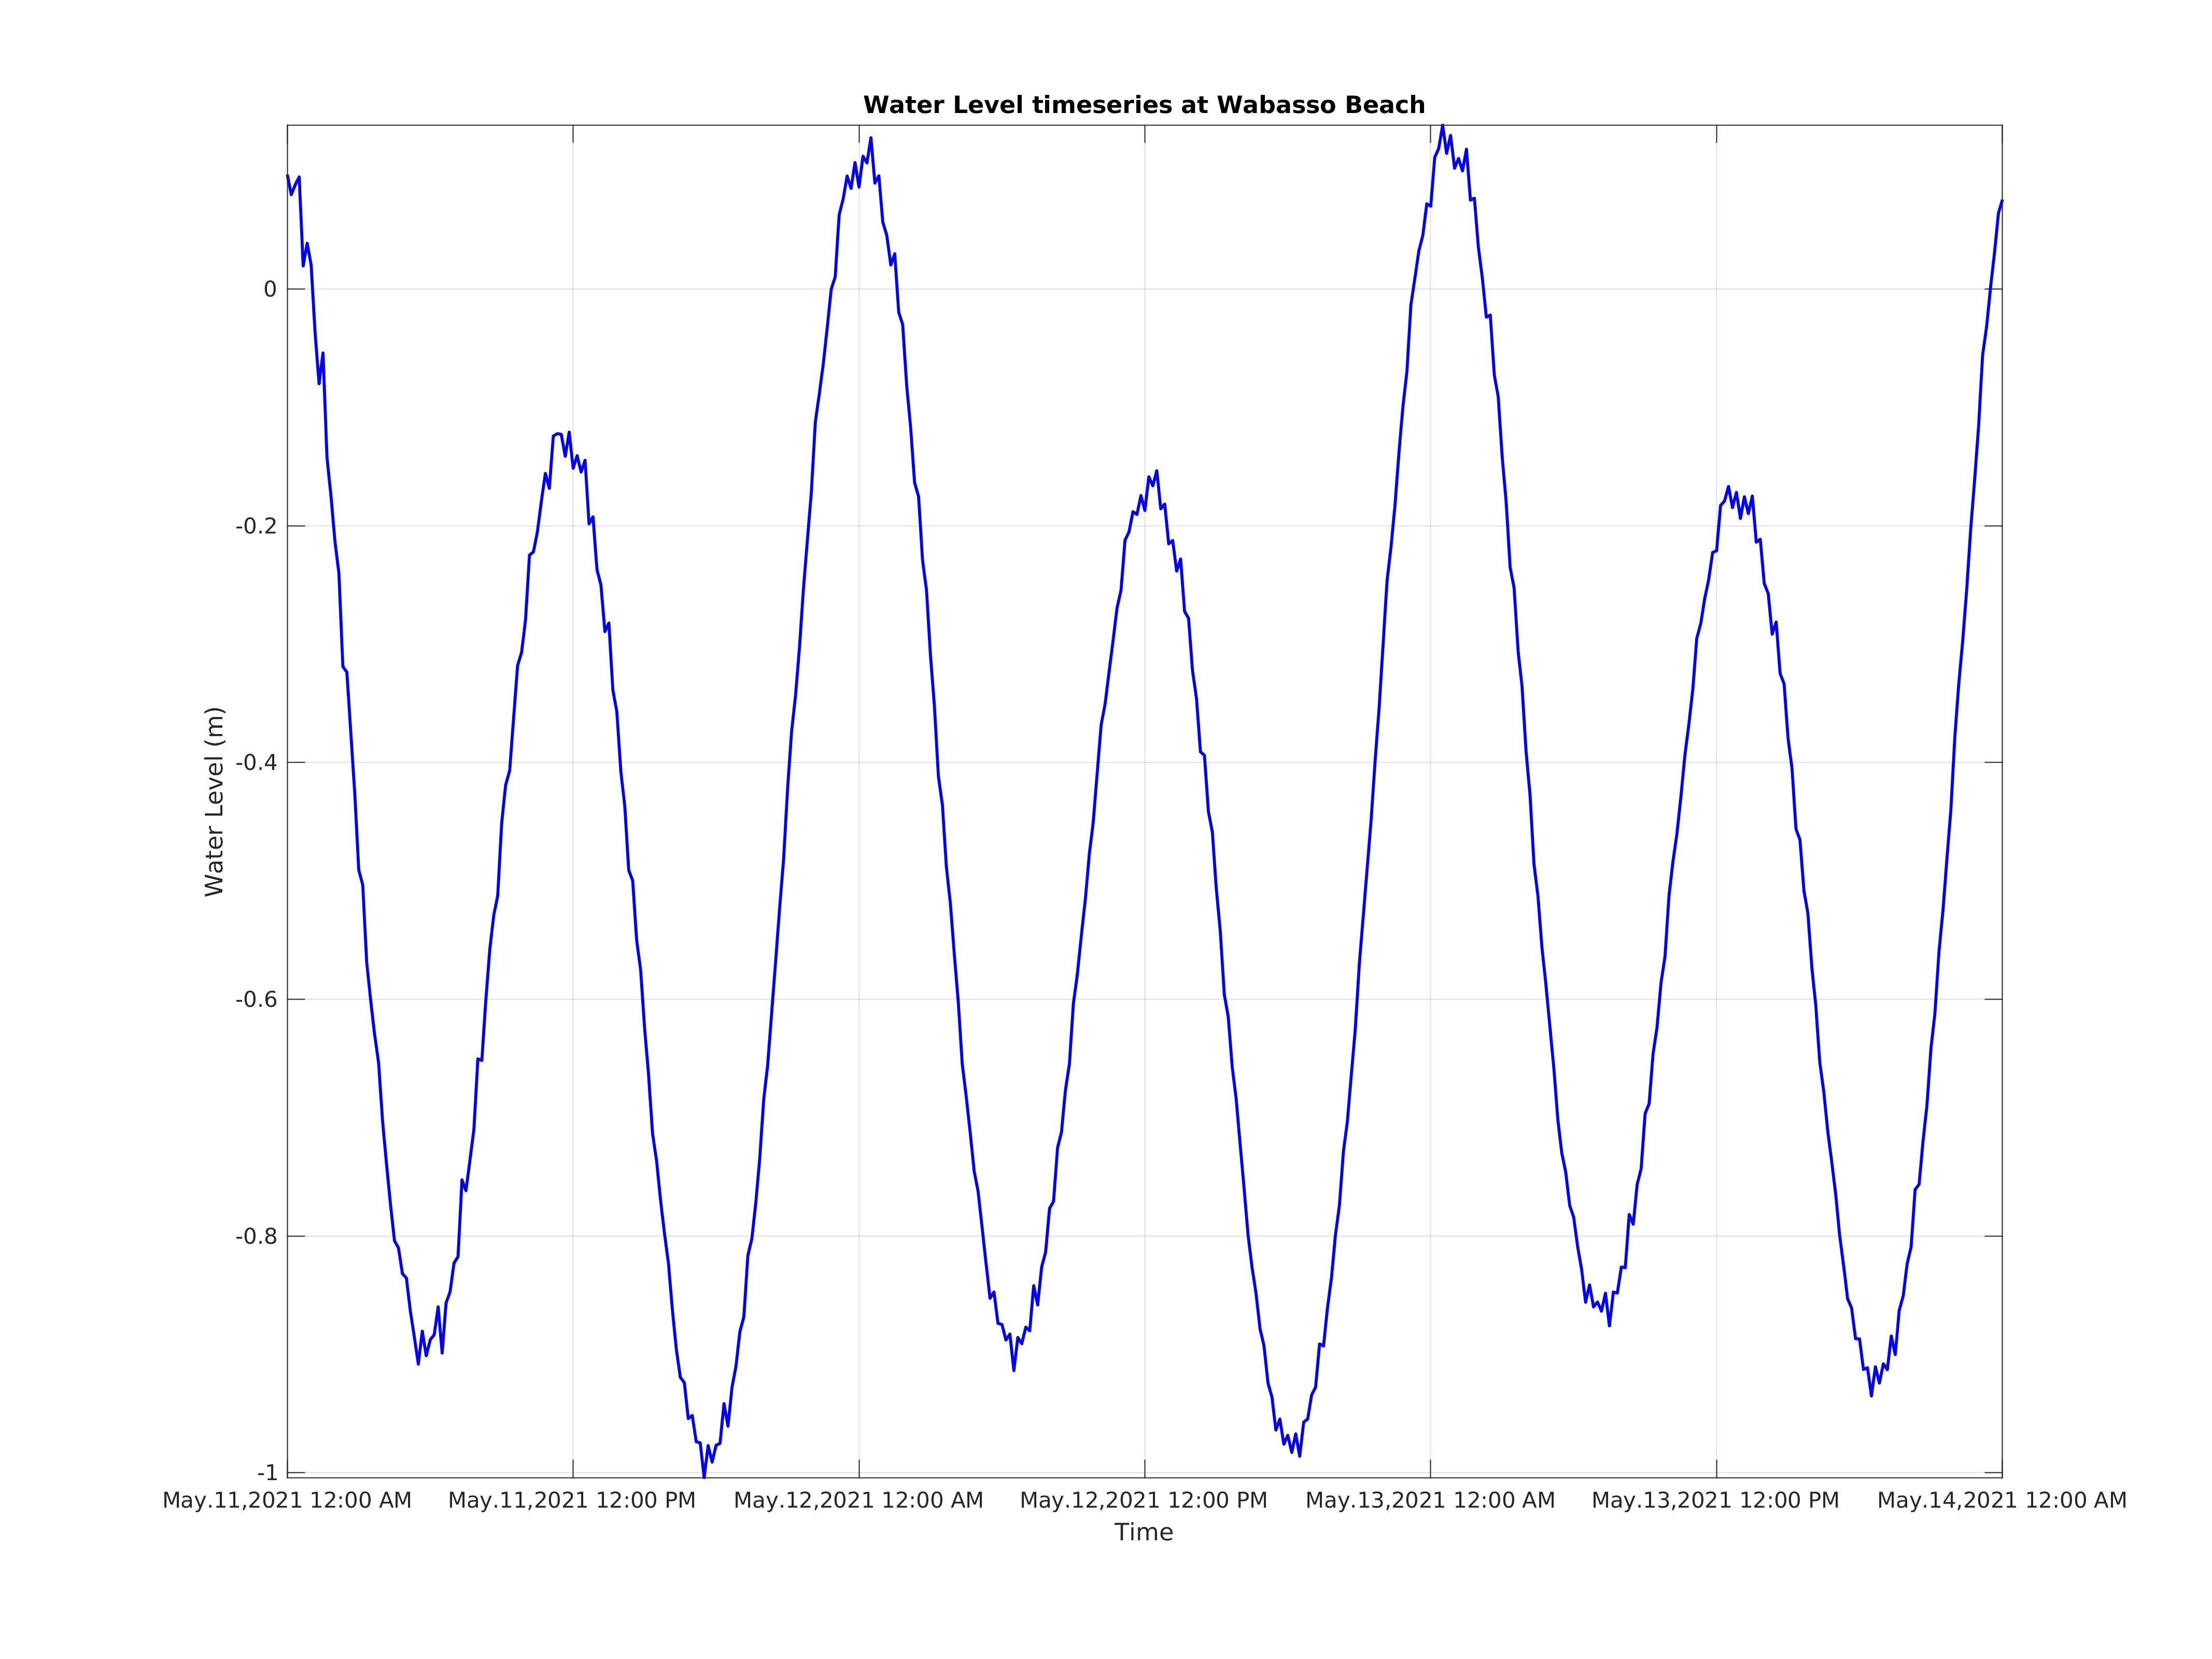 Water Level timeseries at Wabasso Beach
0
-0.2
-0.4
-0.6
-0.8
-1
Water Level (m)
May.11,2021 12:00 AM May.11,2021 12:00 PM May.12,2021 12:00 AM May.12,2021 12:00 PM May.13,2021 12:00 AM May.13,2021 12:00 PM May.14,2021 12:00 AM
Time